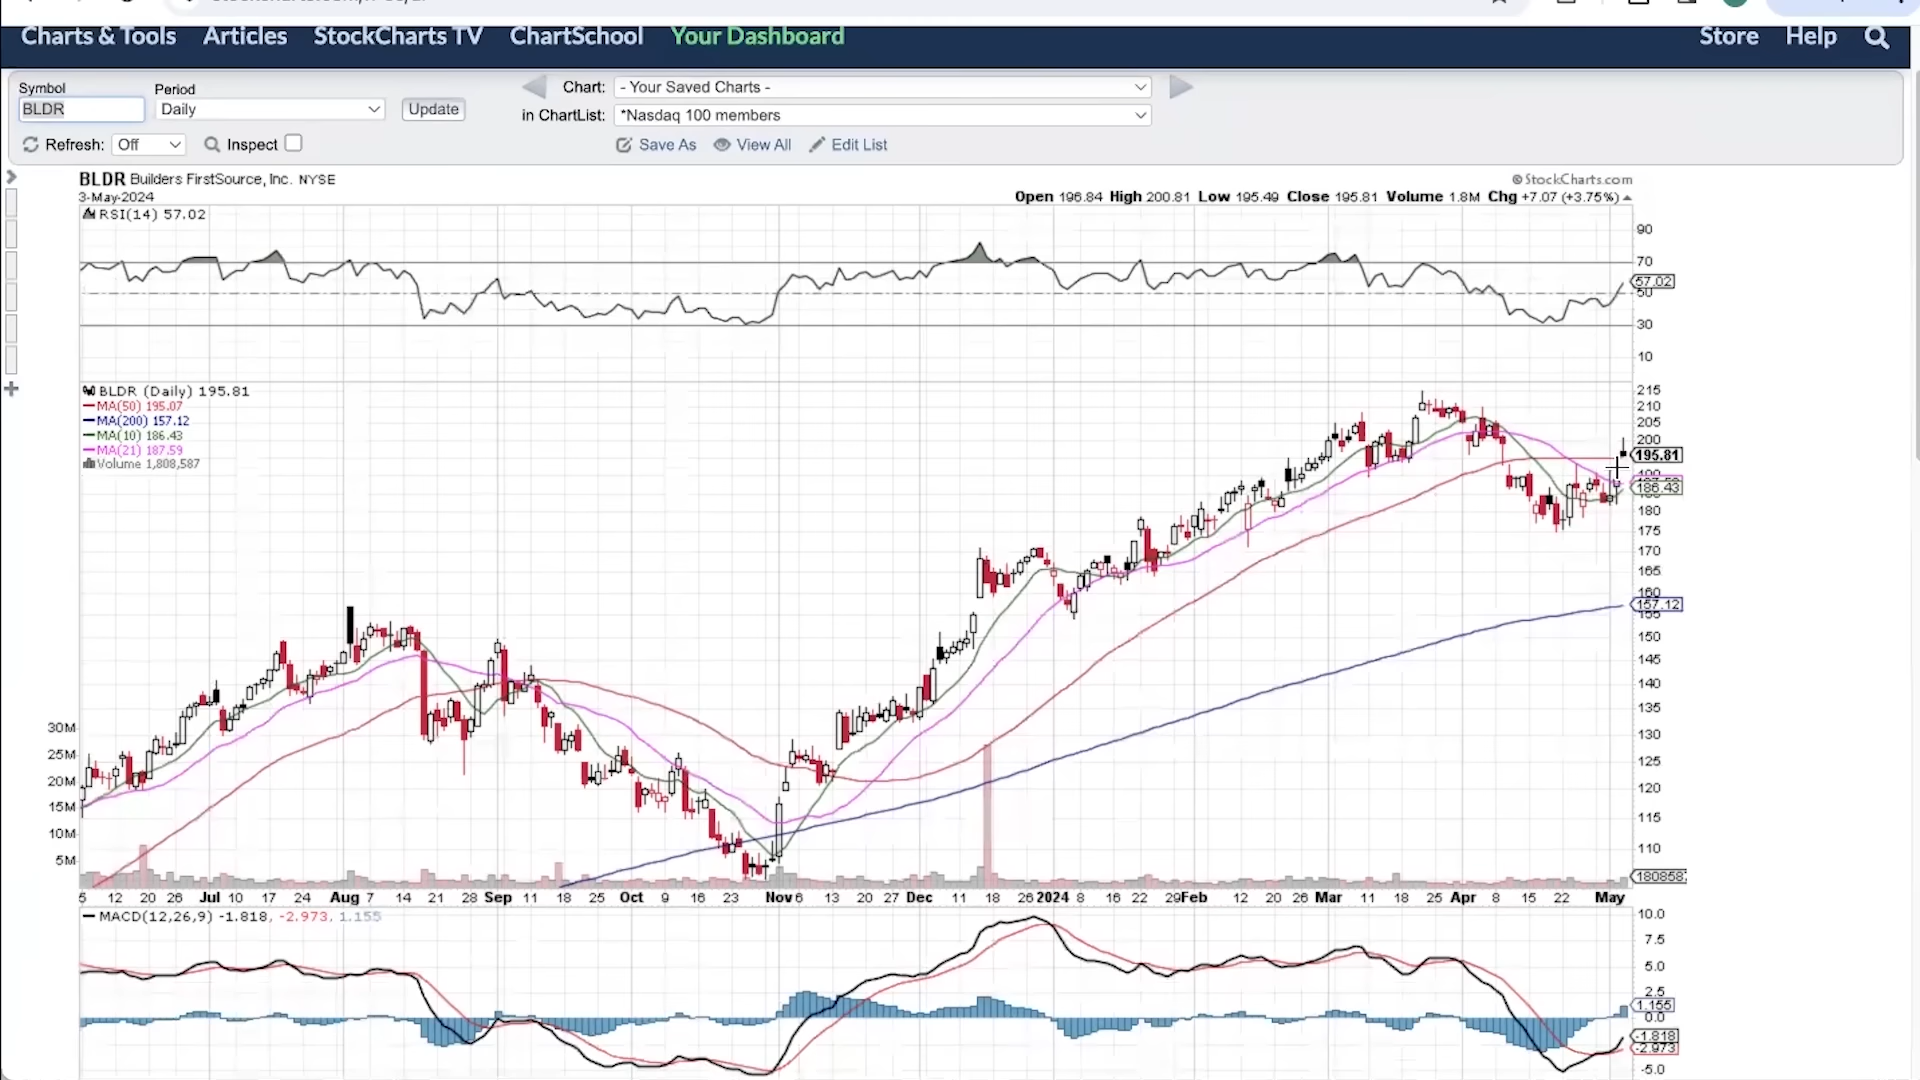 Charts & Tools Articles StockCharts TV ChartSchool Your Dashboard Store Help
Symbol Period Chart: - Your Saved Charts -
BLDR Daily Update in ChartList: *Nasdaq 100 members
Refresh: Off Inspect Save As View All Edit List
BLDR Builders FirstSource, Inc. NYSE © StockCharts.com
3-May-2024 Open 196.84 High 200.81 Low 195.49 Close 195.81 Volume 1.8M Chg +7.07 (+3.75%)
RSI(14) 57.02
90
70
57.02
50
30
10
BLDR (Daily) 195.81
MA(50) 195.07
MA(200) 157.12
MA(10) 186.43
MA(21) 187.59
Volume 1,808,587
215
210
205
200
195.81
190
186.43
180
175
170
165
160
157.12
155
150
145
140
135
130
125
120
115
110
30M
25M
20M
15M
10M
5M
180858
5 12 20 26 Jul 10 17 24 Aug 7 14 21 28 Sep 11 18 25 Oct 9 16 23 Nov 6 13 20 27 Dec 11 18 26 2024 8 16 22 29 Feb 12 20 26 Mar 11 18 25 Apr 8 15 22 May
MACD(12,26,9) -1.818, -2.973, 1.155
10.0
7.5
5.0
2.5
1.155
0.0
-1.818
-2.973
-5.0